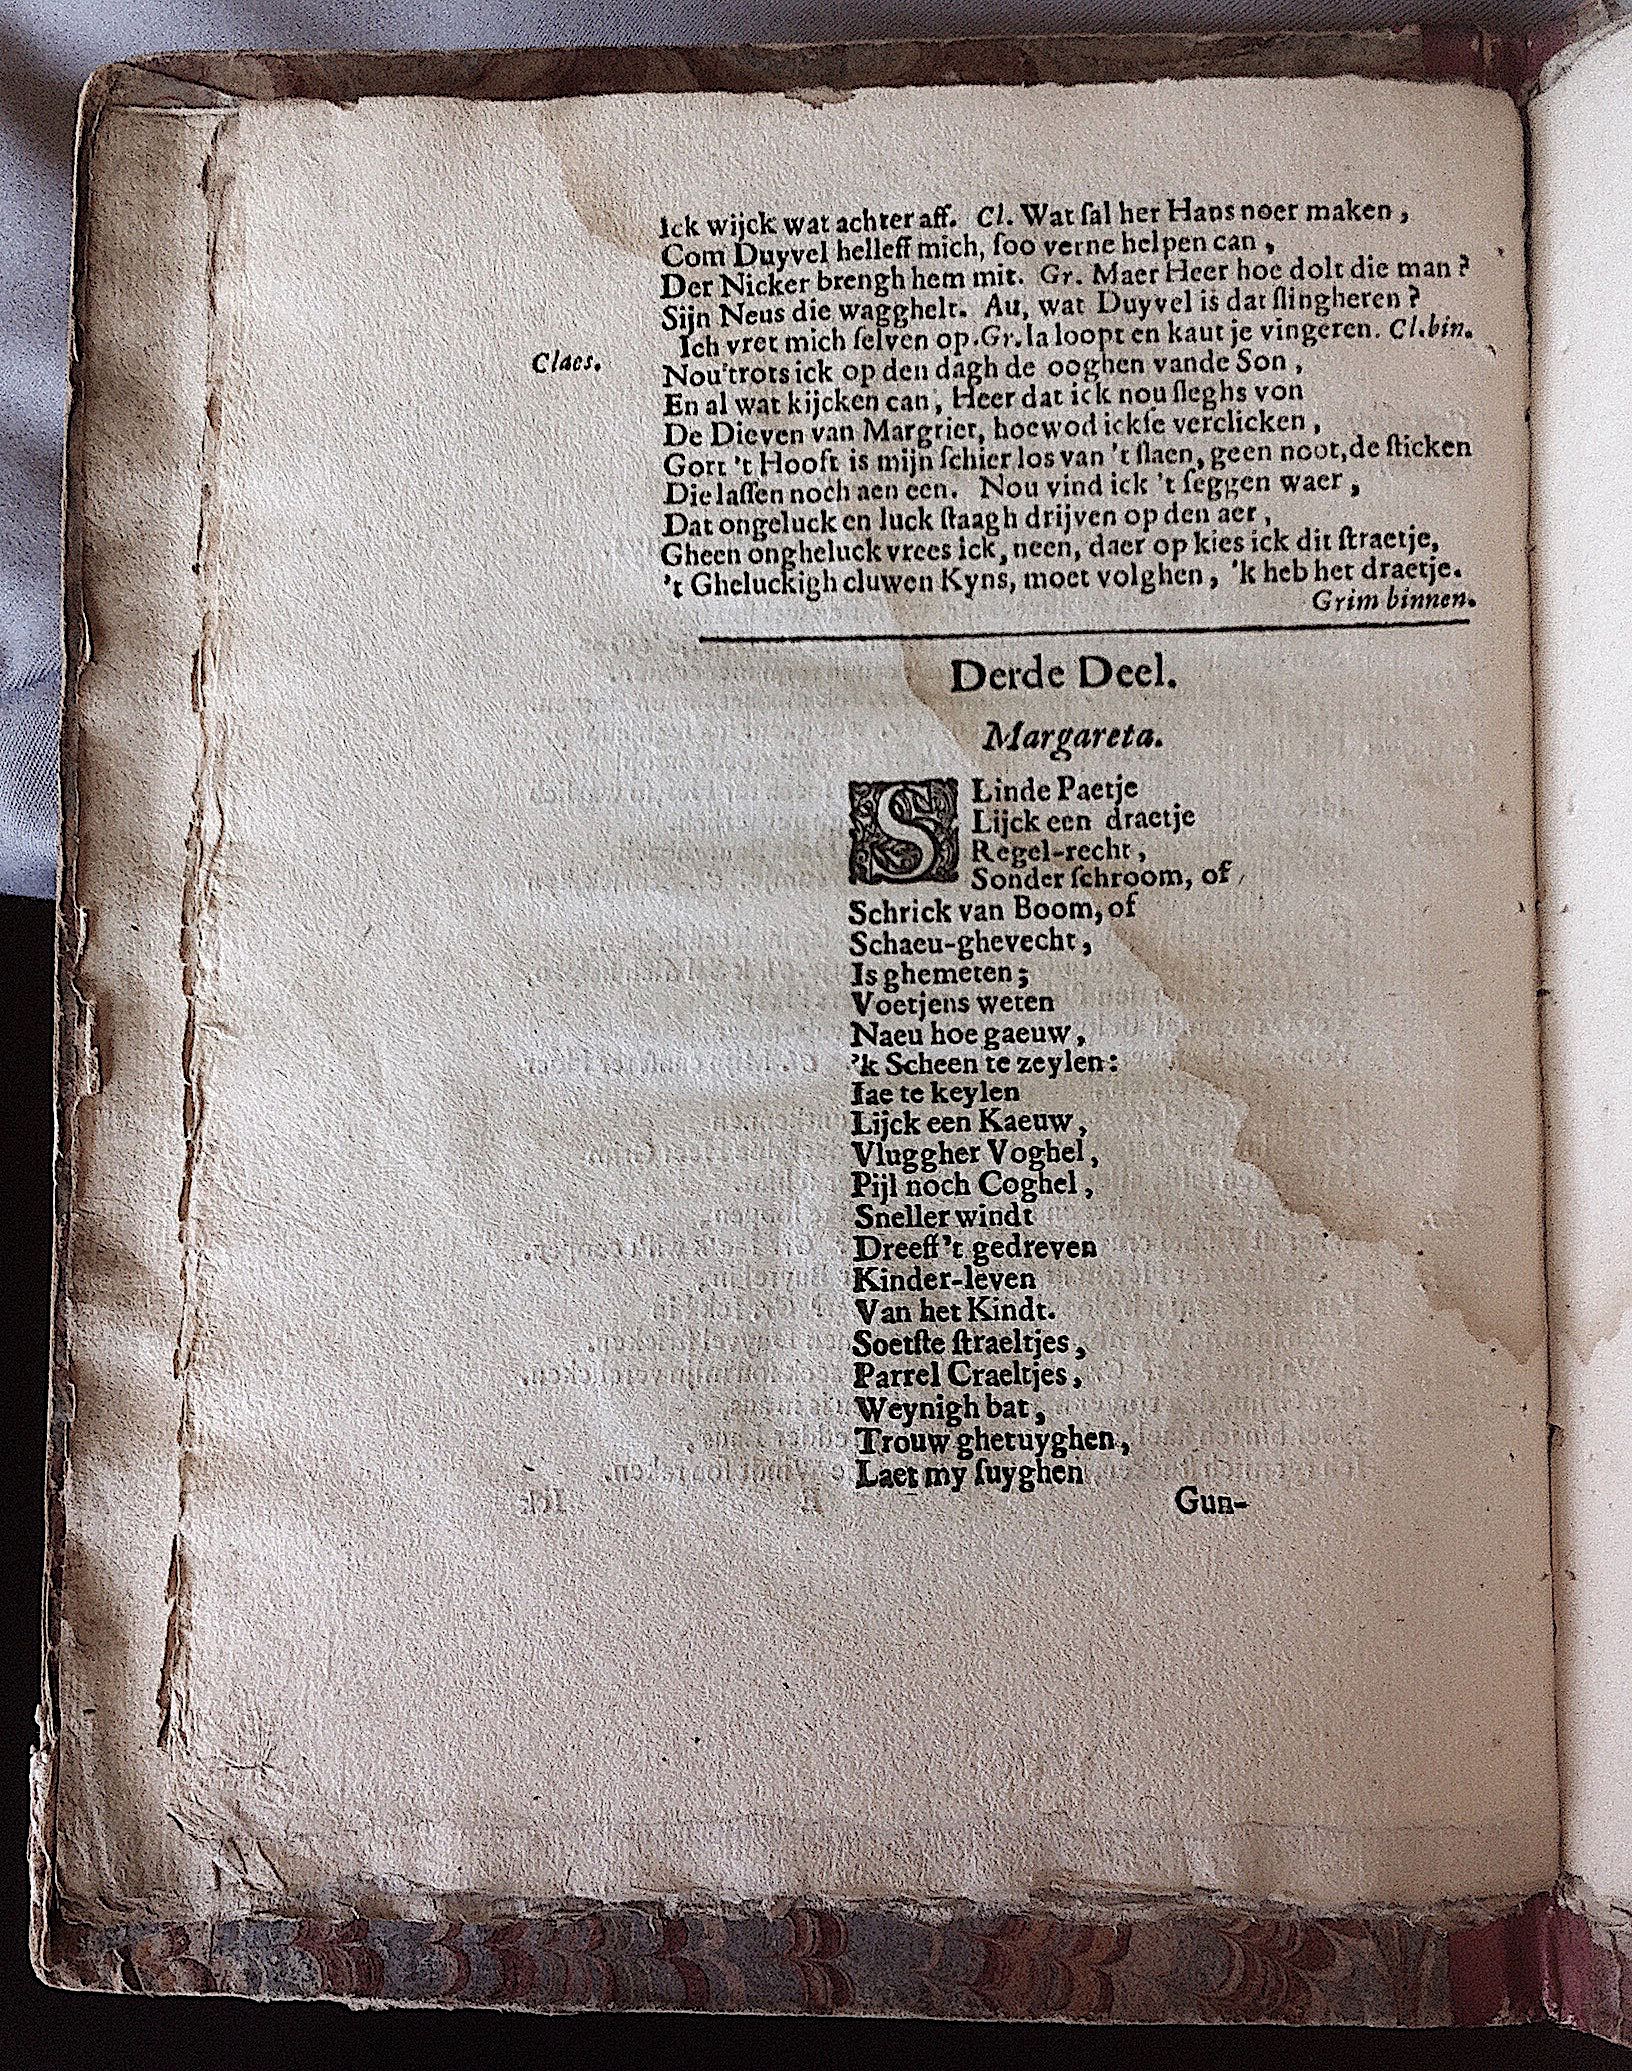 Ick wijck wat achter aff. Cl. Wat ſal her Hans noer maken,
Com Duyvel helleff mich, ſoo verne helpen can,
Der Nicker brengh hem mit. Gr. Maer Heer hoe dolt die man?
Sijn Neus die wagghelt. Au, wat Duyvel is dat ſlingheren?
Ich vret mich ſelven op. Gr. Ia loopt en kaut je vingeren. Cl. bin.
Claes. Nou trots ick op den dagh de ooghen vande Son,
En al wat kijcken can, Heer dat ick nou ſleghs von
De Dieven van Margriet, hoe wod ickſe verclicken,
Gort 't Hooft is mijn ſchier los van 't ſlaen, geen noot, de ſticken
Die laſſen noch aen een. Nou vind ick 't ſeggen waer,
Dat ongeluck en luck ſtaagh drijven op den aer,
Gheen ongheluck vrees ick, neen, daer op kies ick dit ſtraetje,
't Gheluckigh cluwen Kyns, moet volghen, 'k heb het draetje.
Grim binnen.
Derde Deel.
Margareta.
SLinde Paetje
Lijck een draetje
Regel-recht,
Sonder ſchroom, of
Schrick van Boom, of
Schaeu-ghevecht,
Is ghemeten;
Voetjens weten
Naeu hoe gaeuw,
'k Scheen te zeylen:
Iae te keylen
Lijck een Kaeuw,
Vluggher Voghel,
Pijl noch Coghel,
Sneller windt
Dreeff 't gedreven
Kinder-leven
Van het Kindt.
Soetſte ſtraeltjes,
Parrel Craeltjes,
Weynigh bat,
Trouw ghetuyghen,
Laet my ſuyghen
Gun-